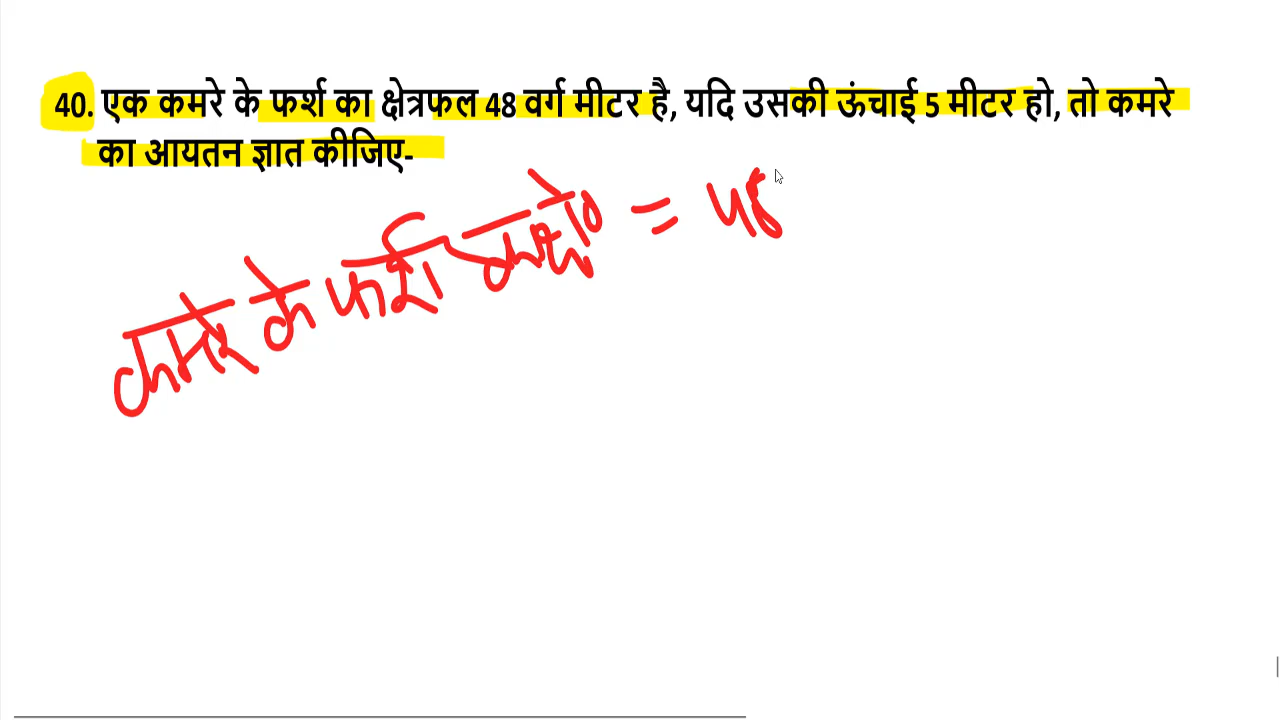 40. एक कमरे के फर्श का क्षेत्रफल 48 वर्ग मीटर है, यदि उसकी ऊंचाई 5 मीटर हो, तो कमरे
का आयतन ज्ञात कीजिए-
कमरे के फर्श का क्षे० = 48